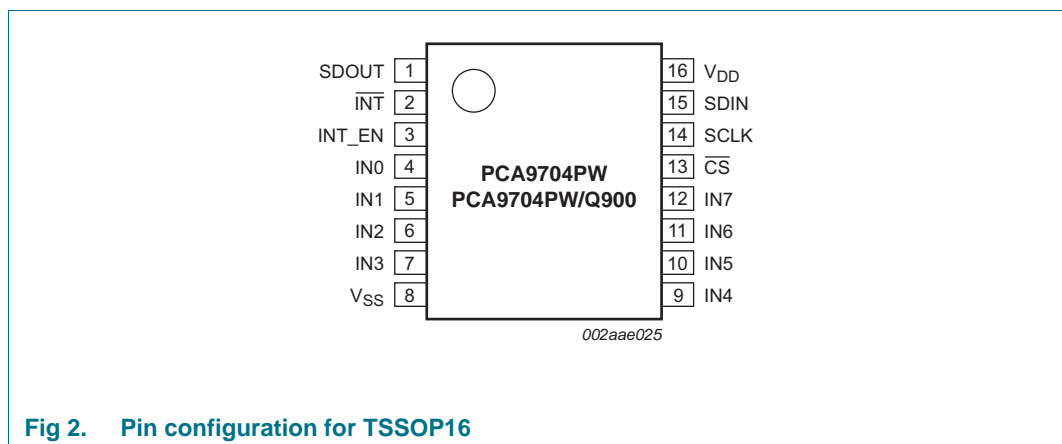 SDOUT 1 16 VDD
INT 2 15 SDIN
INT_EN 3 14 SCLK
IN0 4 13 CS
PCA9704PW
IN1 5 PCA9704PW/Q900 12 IN7
IN2 6 11 IN6
IN3 7 10 IN5
VSS 8 9 IN4
002aae025
Fig 2. Pin configuration for TSSOP16